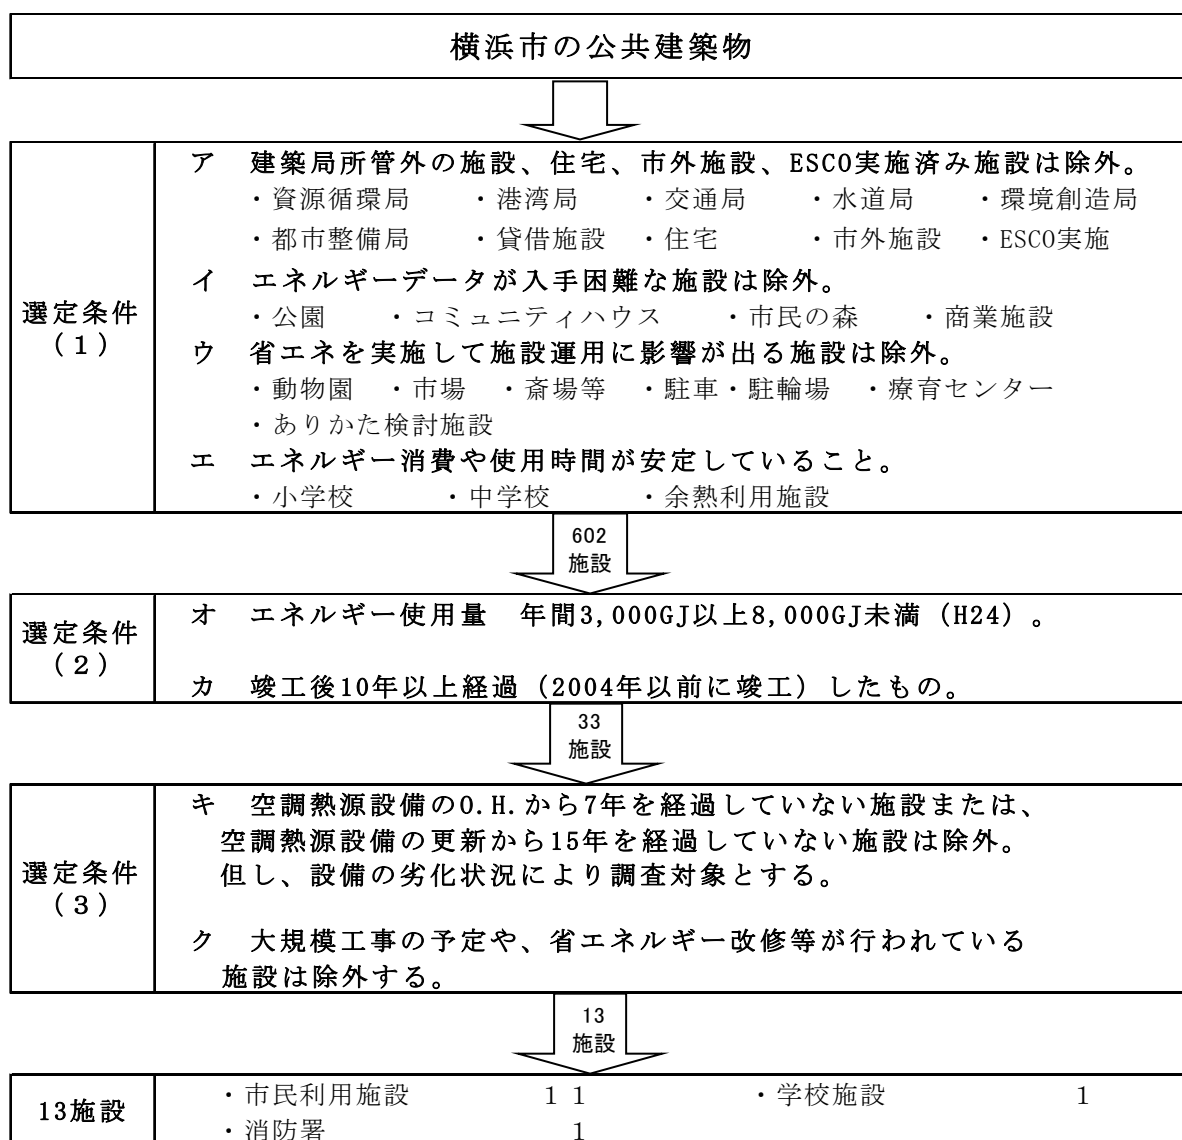 横浜市の公共建築物
選定条件
(1)
ア 建築局所管外の施設、住宅、市外施設、ESCO実施済み施設は除外。
・資源循環局 ・港湾局 ・交通局 ・水道局 ・環境創造局
・都市整備局 ・貸借施設 ・住宅 ・市外施設 ・ESCO実施
イ エネルギーデータが入手困難な施設は除外。
・公園 ・コミュニティハウス ・市民の森 ・商業施設
ウ 省エネを実施して施設運用に影響が出る施設は除外。
・動物園 ・市場 ・斎場等 ・駐車・駐輪場 ・療育センター
・ありかた検討施設
エ エネルギー消費や使用時間が安定していること。
・小学校 ・中学校 ・余熱利用施設
602
施設
選定条件
(2)
オ エネルギー使用量 年間3,000GJ以上8,000GJ未満（H24）。
カ 竣工後10年以上経過（2004年以前に竣工）したもの。
33
施設
選定条件
(3)
キ 空調熱源設備のO.H.から7年を経過していない施設または、
空調熱源設備の更新から15年を経過していない施設は除外。
但し、設備の劣化状況により調査対象とする。
ク 大規模工事の予定や、省エネルギー改修等が行われている
施設は除外する。
13
施設
13施設
・市民利用施設 11 ・学校施設 1
・消防署 1